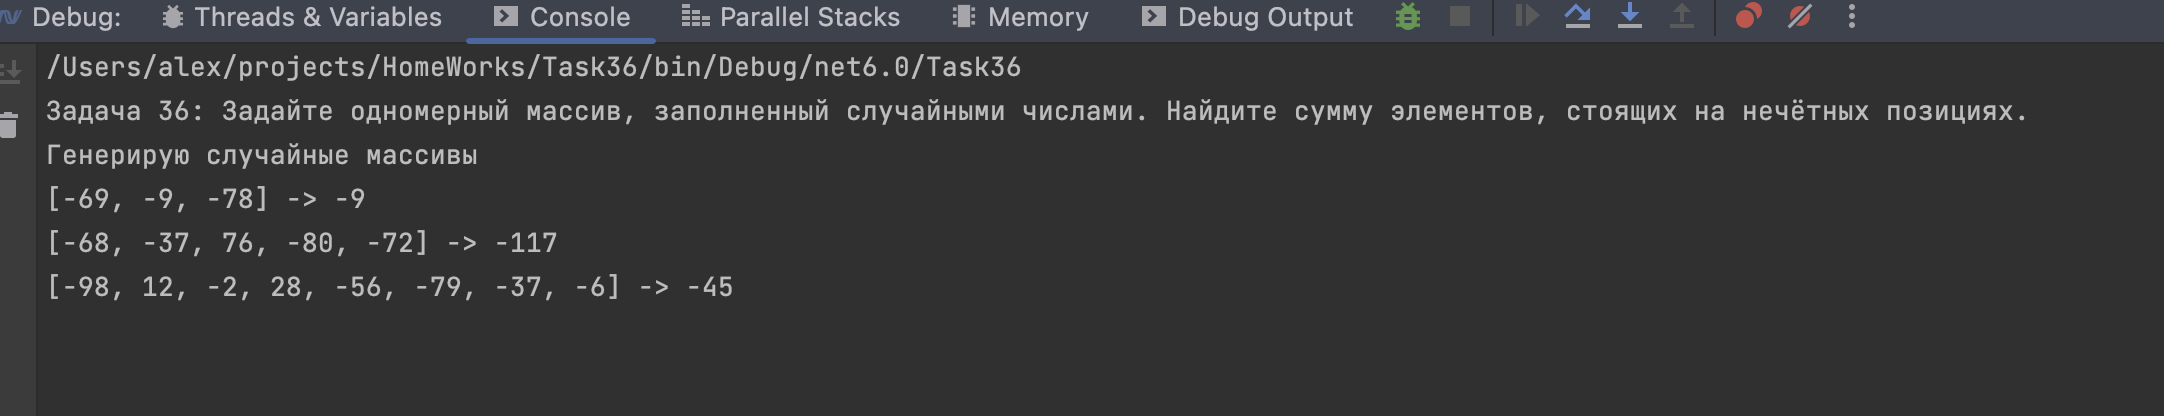 Debug: Threads & Variables Console Parallel Stacks Memory Debug Output
/Users/alex/projects/HomeWorks/Task36/bin/Debug/net6.0/Task36
Задача 36: Задайте одномерный массив, заполненный случайными числами. Найдите сумму элементов, стоящих на нечётных позициях.
Генерирую случайные массивы
[-69, -9, -78] -> -9
[-68, -37, 76, -80, -72] -> -117
[-98, 12, -2, 28, -56, -79, -37, -6] -> -45